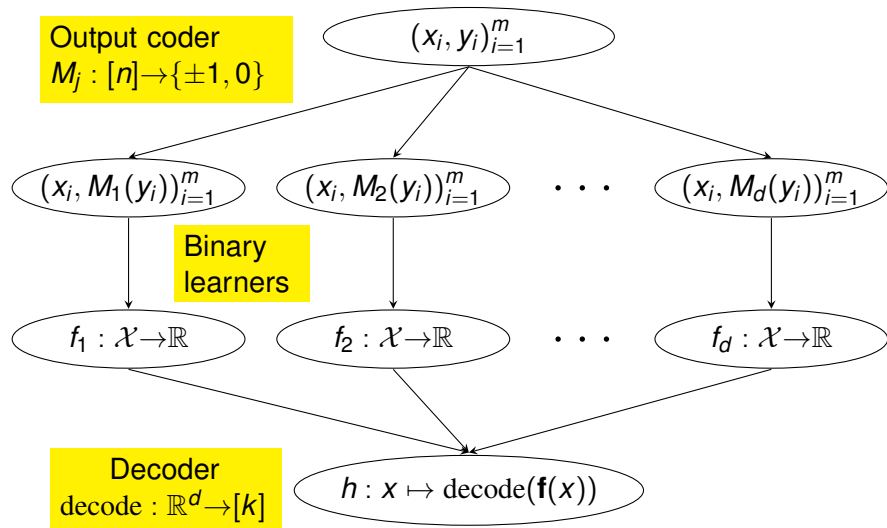 Output coder
M_j : [n]→{±1, 0}
(x_i, y_i)_{i=1}^m
(x_i, M_1(y_i))_{i=1}^m
(x_i, M_2(y_i))_{i=1}^m
· · ·
(x_i, M_d(y_i))_{i=1}^m
Binary
learners
f_1 : 𝒳→ℝ
f_2 : 𝒳→ℝ
· · ·
f_d : 𝒳→ℝ
Decoder
decode : ℝ^d→[k]
h : x ↦ decode(𝐟(x))